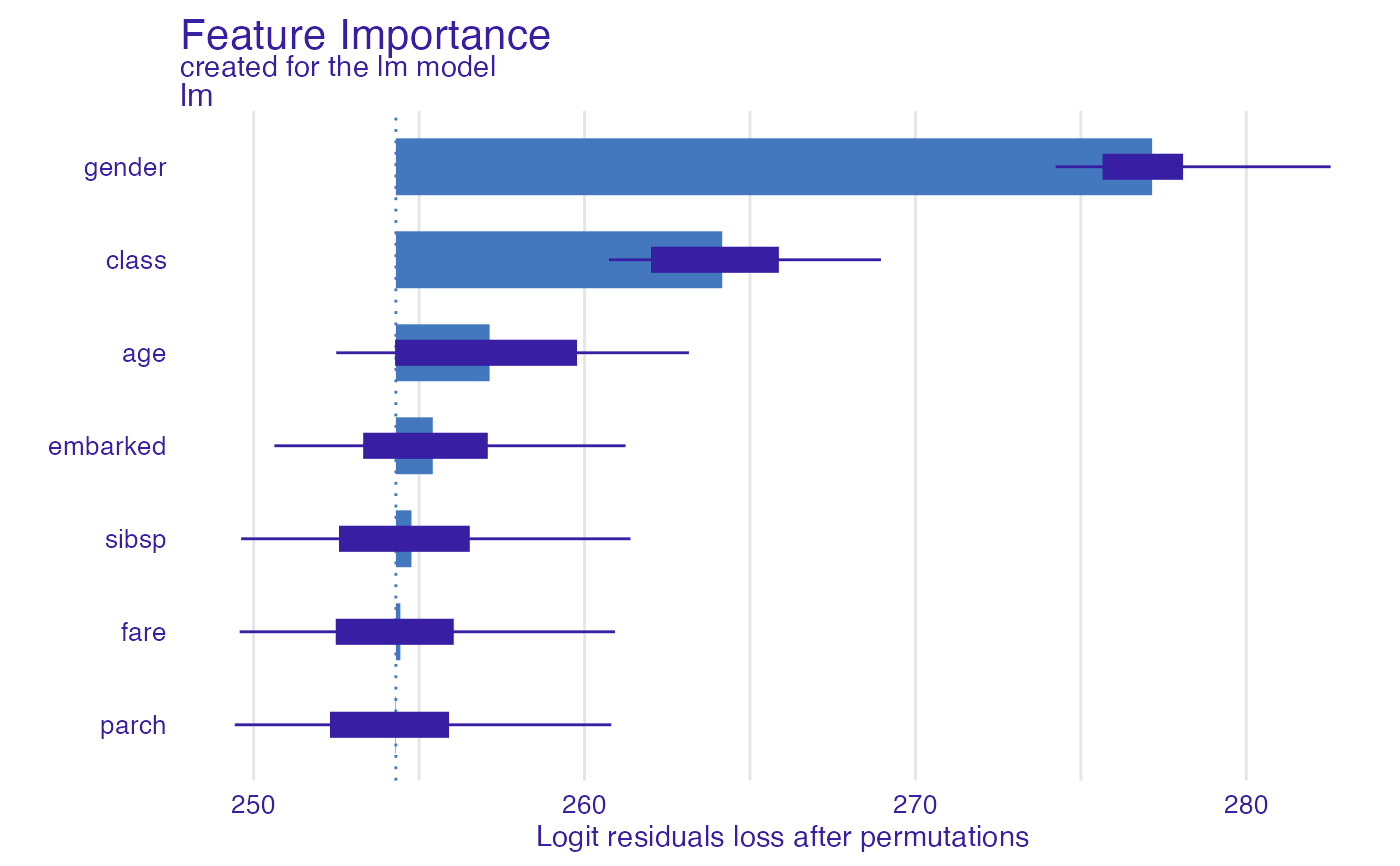 Feature Importance
created for the lm model
lm
gender
class
age
embarked
sibsp
fare
parch
250 260 270 280
Logit residuals loss after permutations